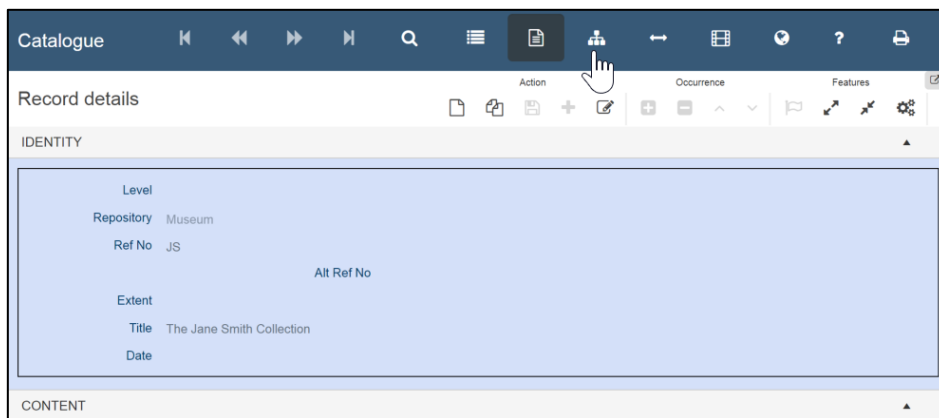 Catalogue
?
Action
Occurrence
Features
Record details
IDENTITY
Level
Repository Museum
Ref No JS
Alt Ref No
Extent
Title The Jane Smith Collection
Date
CONTENT